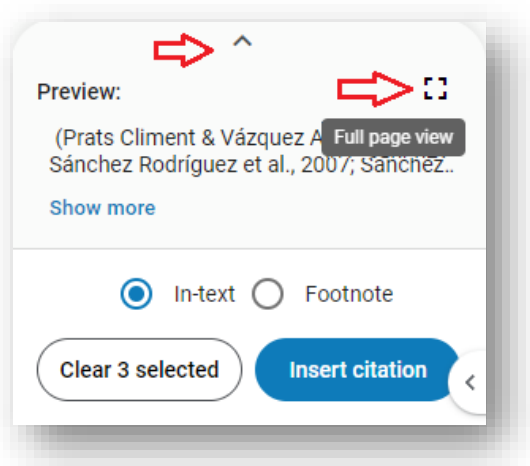 Preview:
Full page view
(Prats Climent & Vázquez A
Sánchez Rodríguez et al., 2007; Sánchez..
Show more
In-text Footnote
Clear 3 selected Insert citation